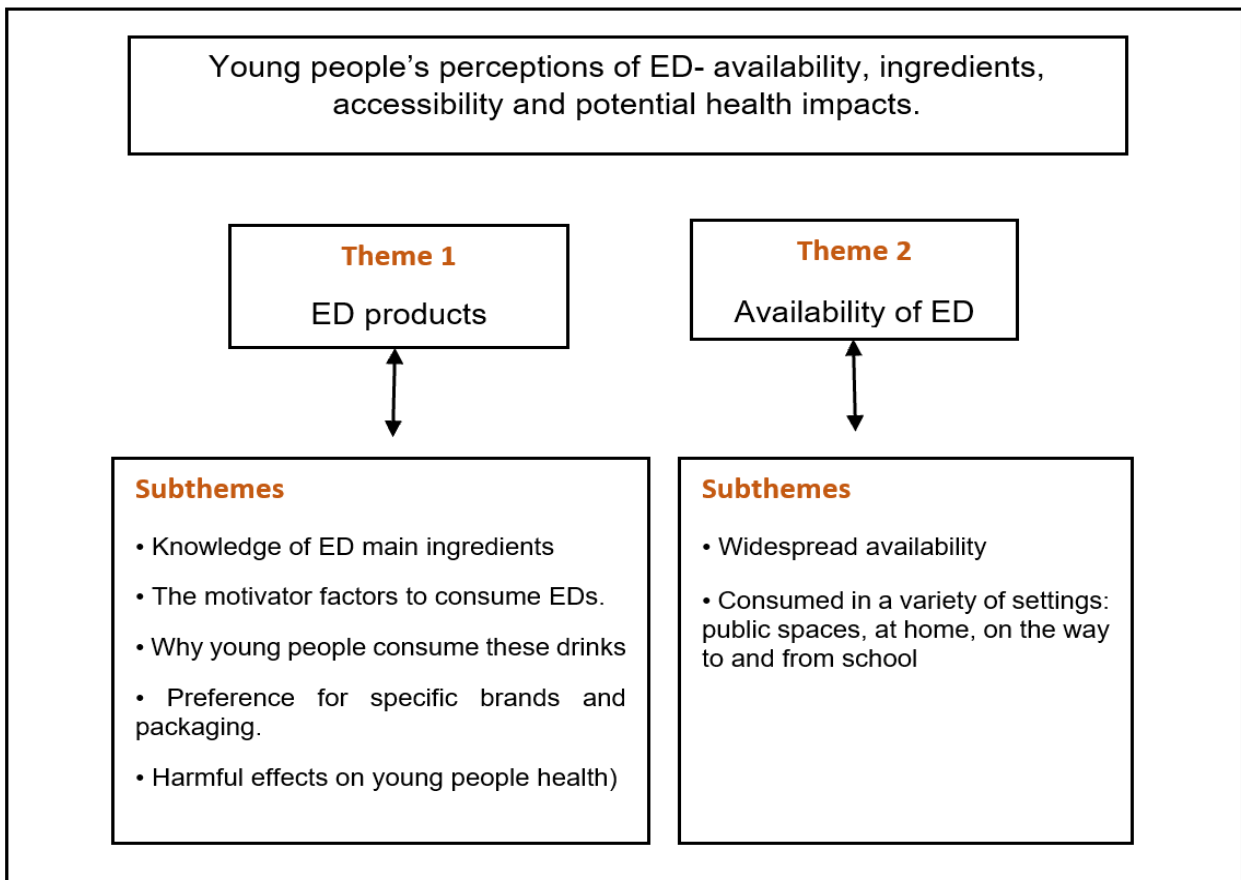 Young people’s perceptions of ED- availability, ingredients,
accessibility and potential health impacts.
Theme 1
ED products
Theme 2
Availability of ED
Subthemes
• Knowledge of ED main ingredients
• The motivator factors to consume EDs.
• Why young people consume these drinks
• Preference for specific brands and
packaging.
• Harmful effects on young people health)
Subthemes
• Widespread availability
• Consumed in a variety of settings:
public spaces, at home, on the way
to and from school